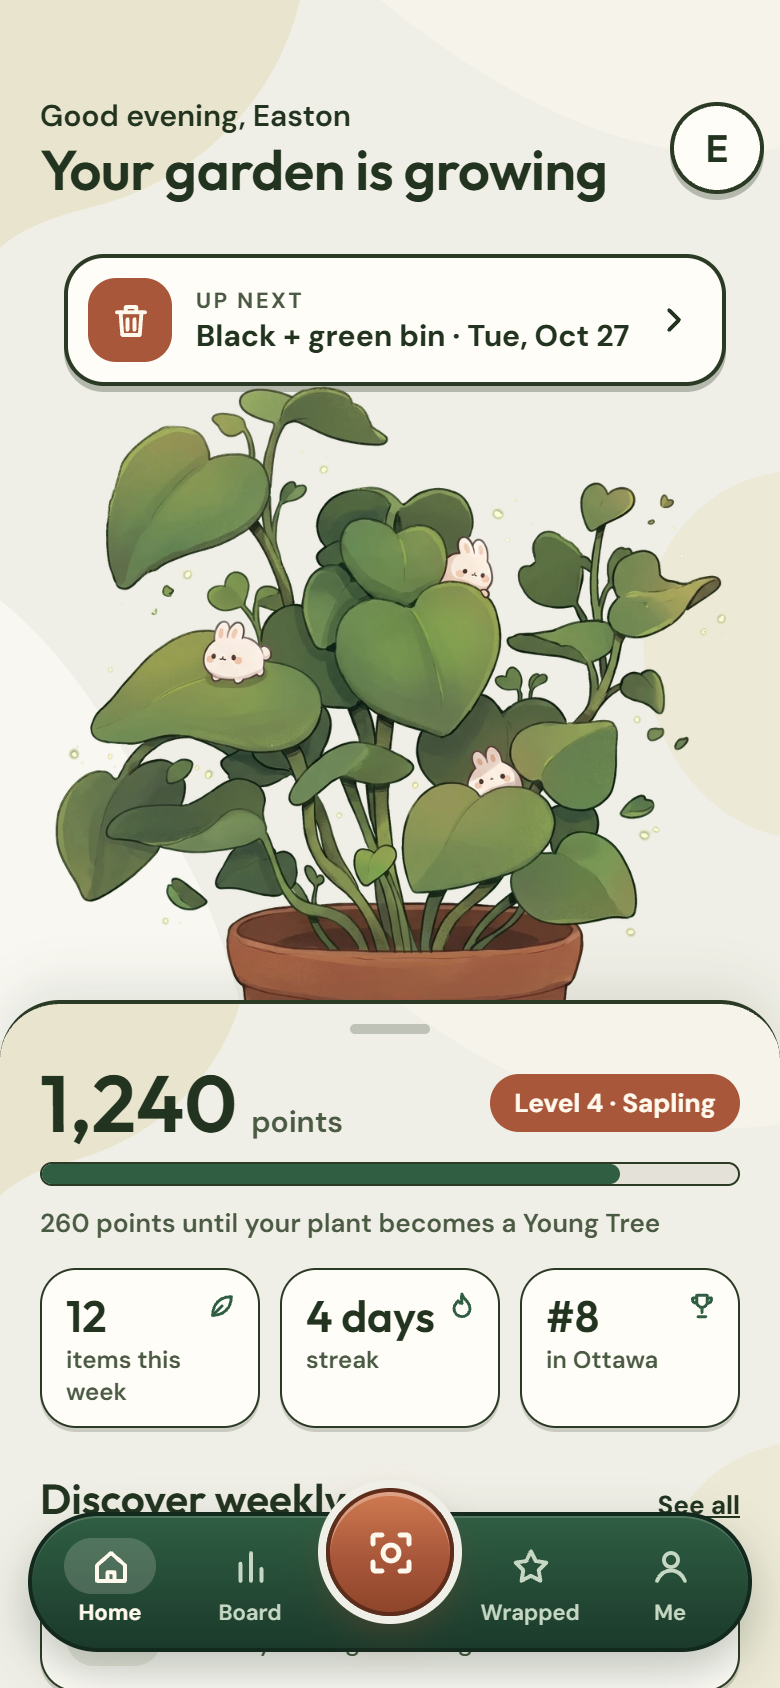 Good evening, Easton
Your garden is growing
E
UP NEXT
Black + green bin · Tue, Oct 27
1,240 points
Level 4 · Sapling
260 points until your plant becomes a Young Tree
12
items this
week
4 days
streak
#8
in Ottawa
Discover weekly
See all
Home
Board
Wrapped
Me